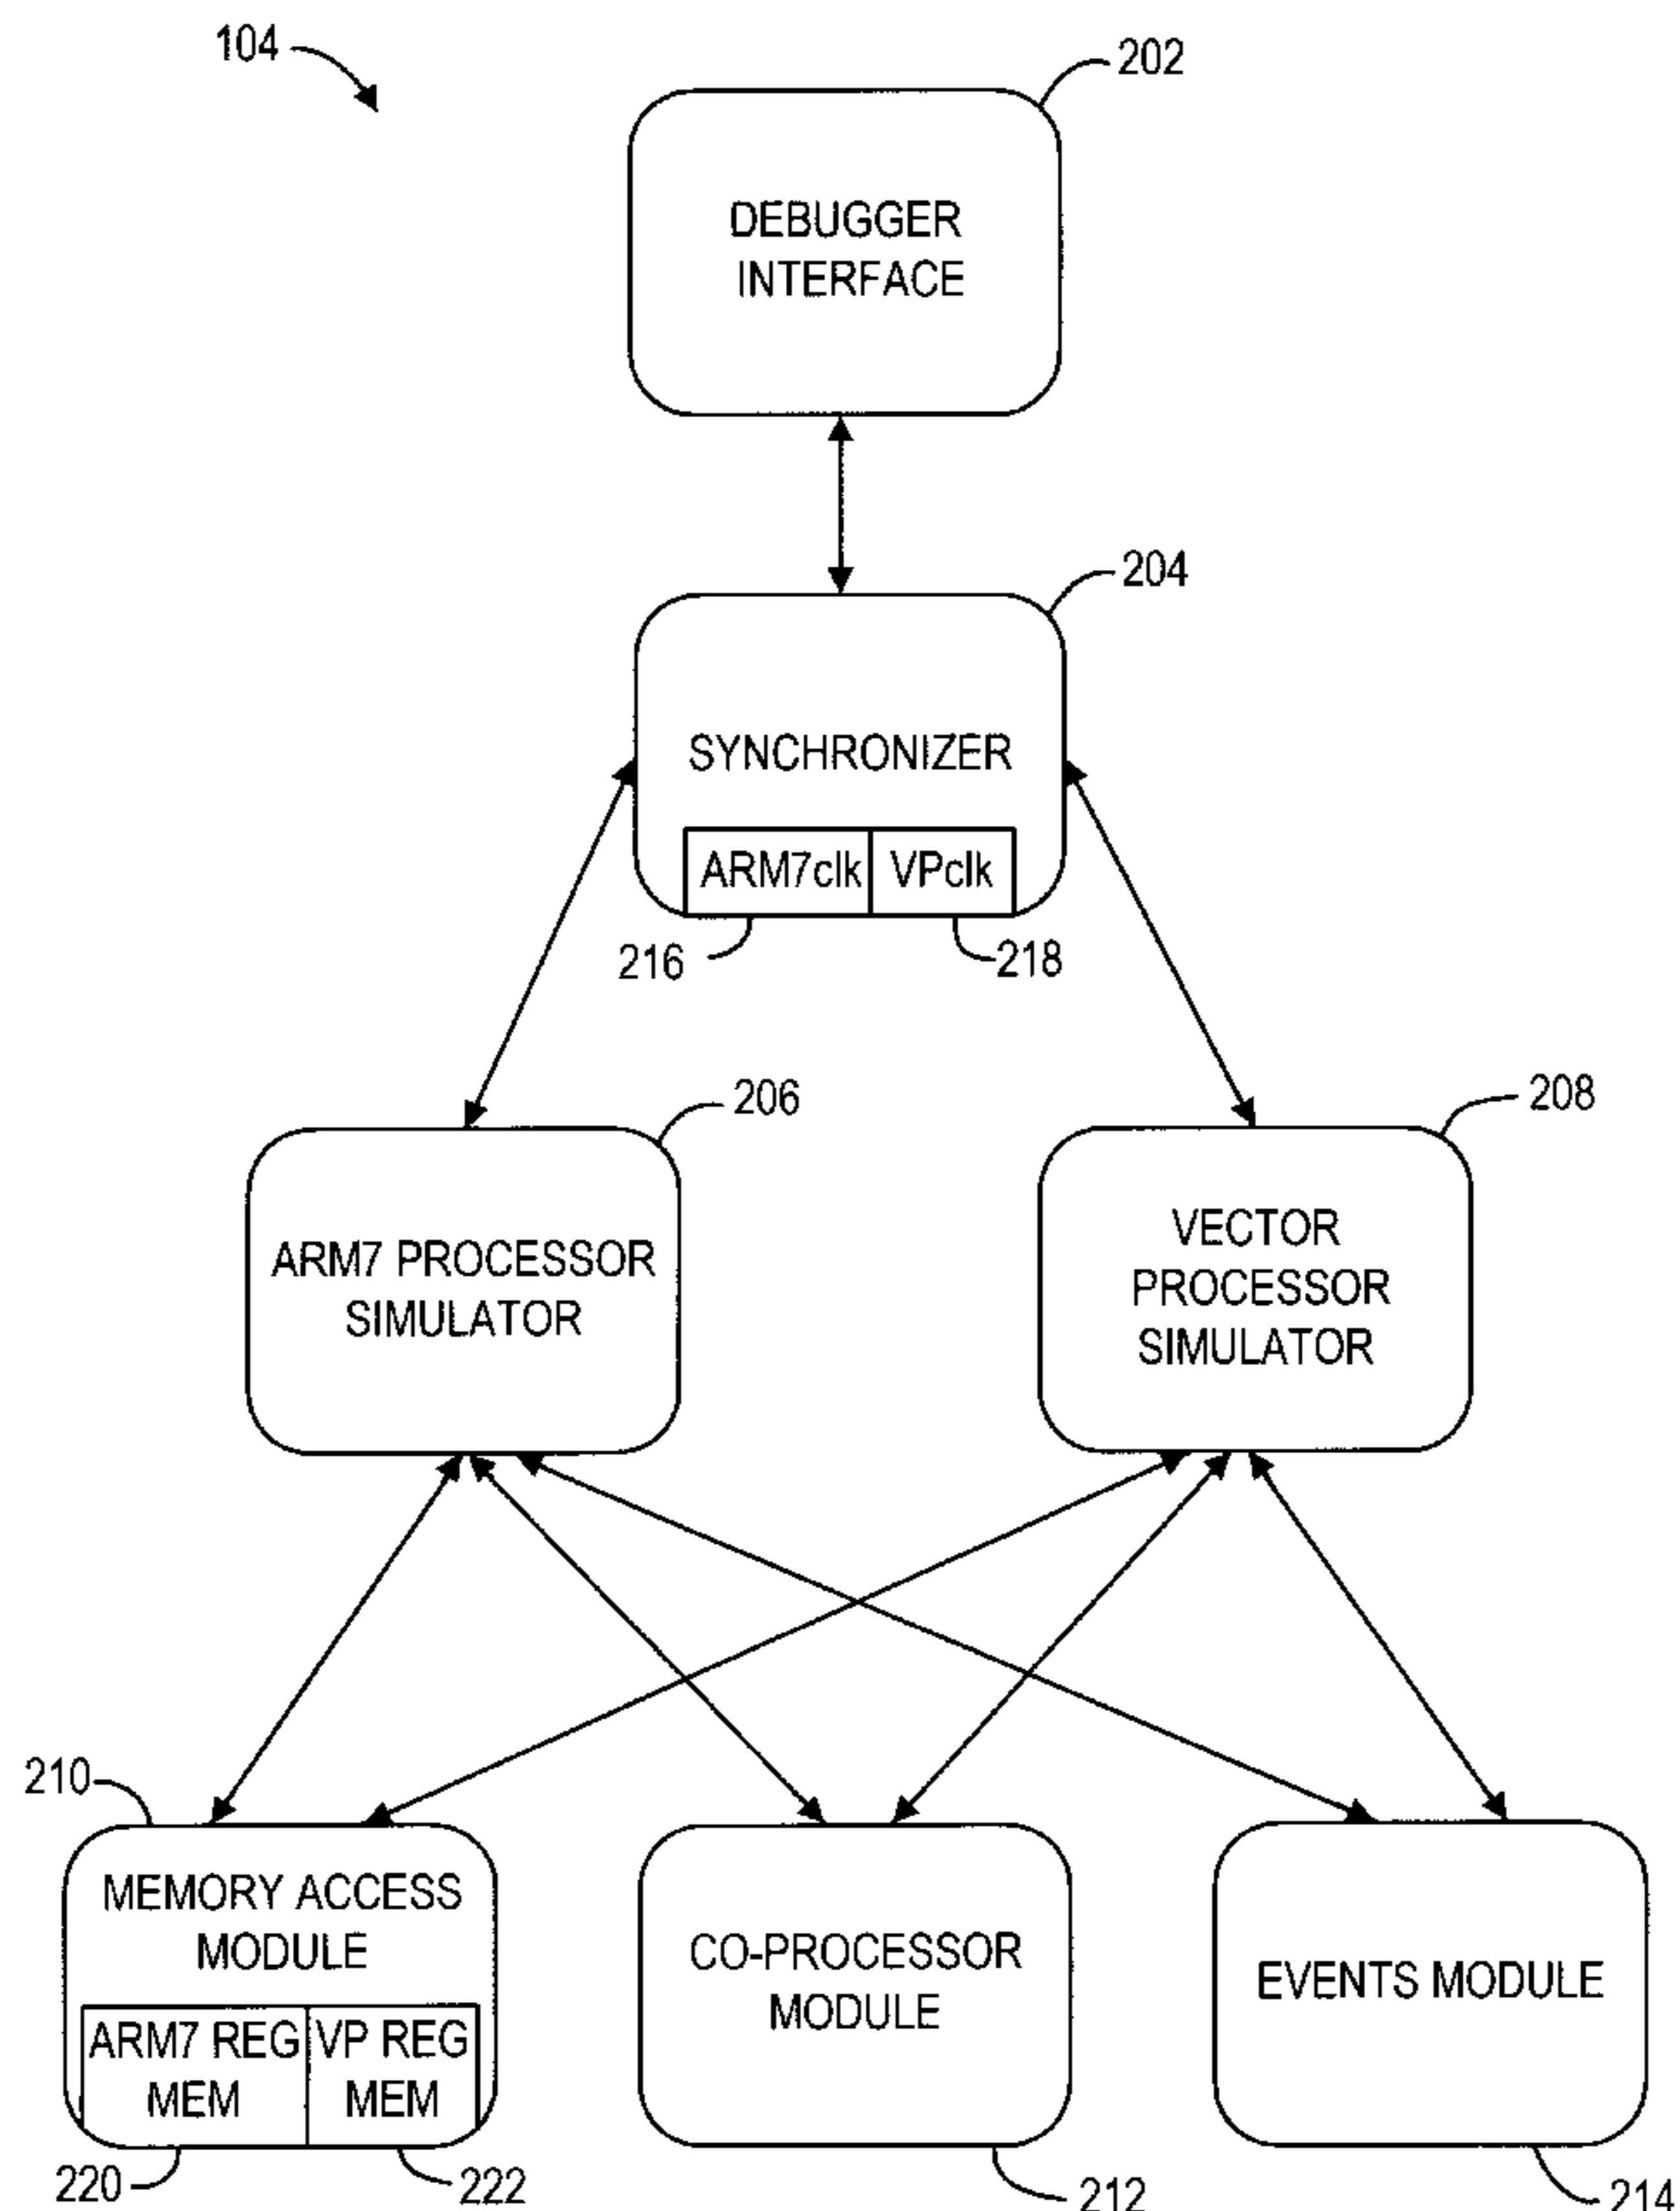 104
202
DEBUGGER
INTERFACE
204
SYNCHRONIZER
ARM7clk
VPclk
216
218
206
208
ARM7 PROCESSOR
SIMULATOR
VECTOR
PROCESSOR
SIMULATOR
210
MEMORY ACCESS
MODULE
ARM7 REG
MEM
VP REG
MEM
CO-PROCESSOR
MODULE
EVENTS MODULE
220
222
212
214